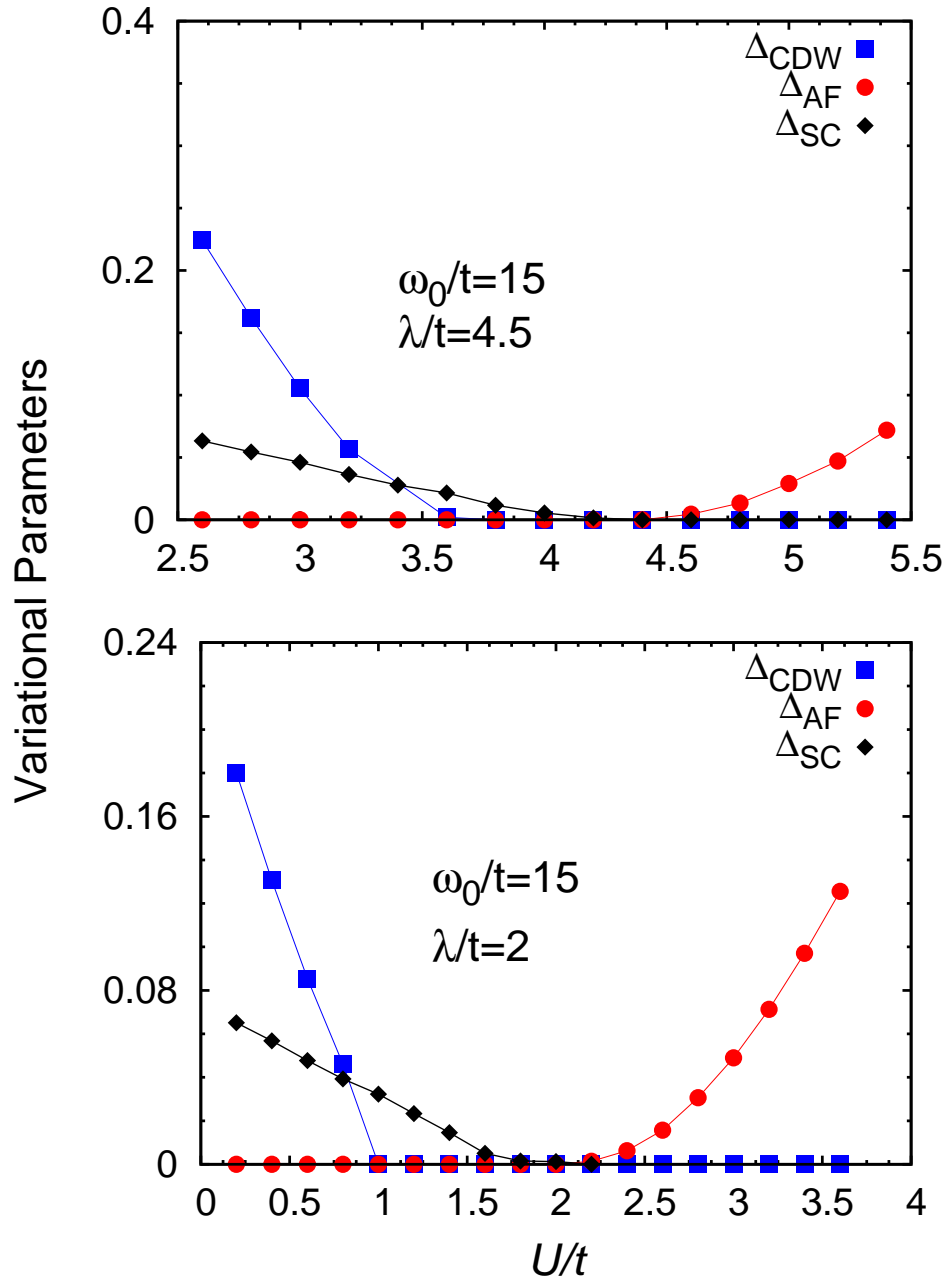 0.4
Δ_CDW
Δ_AF
Δ_SC
0.2
ω₀/t=15
λ/t=4.5
0
2.5 3 3.5 4 4.5 5 5.5
Variational Parameters
0.24
Δ_CDW
Δ_AF
Δ_SC
0.16
ω₀/t=15
λ/t=2
0.08
0
0 0.5 1 1.5 2 2.5 3 3.5 4
U/t